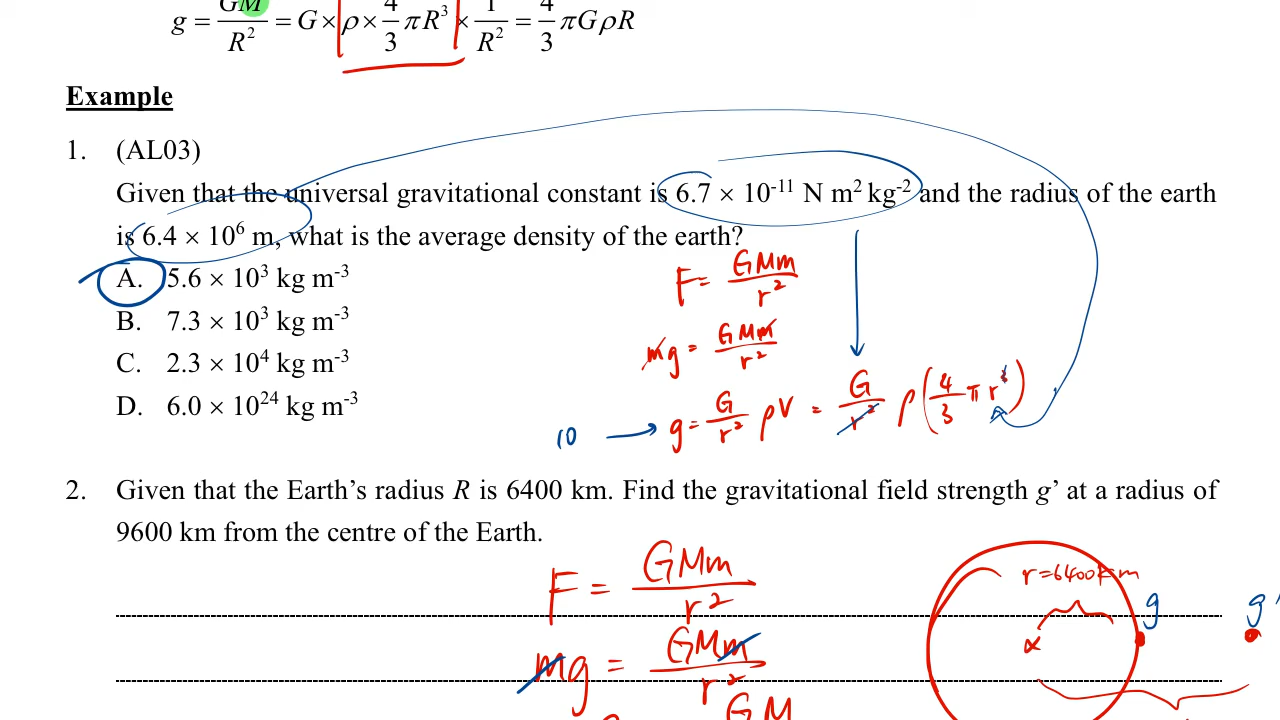 g = GM/R² = G × ρ × 4/3 πR³ × 1/R² = 4/3 πGρR
Example
1. (AL03)
Given that the universal gravitational constant is 6.7 × 10⁻¹¹ N m² kg⁻² and the radius of the earth
is 6.4 × 10⁶ m, what is the average density of the earth?
A. 5.6 × 10³ kg m⁻³
B. 7.3 × 10³ kg m⁻³
C. 2.3 × 10⁴ kg m⁻³
D. 6.0 × 10²⁴ kg m⁻³
F = GMm/r²
mg = GMm/r²
10 → g = G/r² ρV = G/r² ρ(4/3 π r³)
2. Given that the Earth’s radius R is 6400 km. Find the gravitational field strength g’ at a radius of
9600 km from the centre of the Earth.
F = GMm/r²
mg = GMm/r²
GM
r=6400km
g
g'